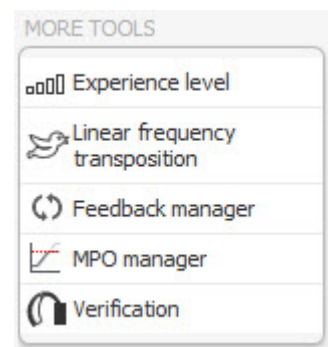 MORE TOOLS
Experience level
Linear frequency
transposition
Feedback manager
MPO manager
Verification